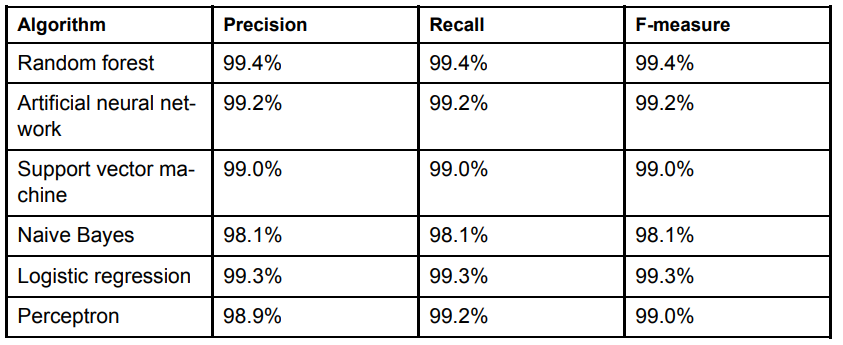 Algorithm Precision Recall F-measure
Random forest 99.4% 99.4% 99.4%
Artificial neural net- 99.2% 99.2% 99.2%
work
Support vector ma- 99.0% 99.0% 99.0%
chine
Naive Bayes 98.1% 98.1% 98.1%
Logistic regression 99.3% 99.3% 99.3%
Perceptron 98.9% 99.2% 99.0%